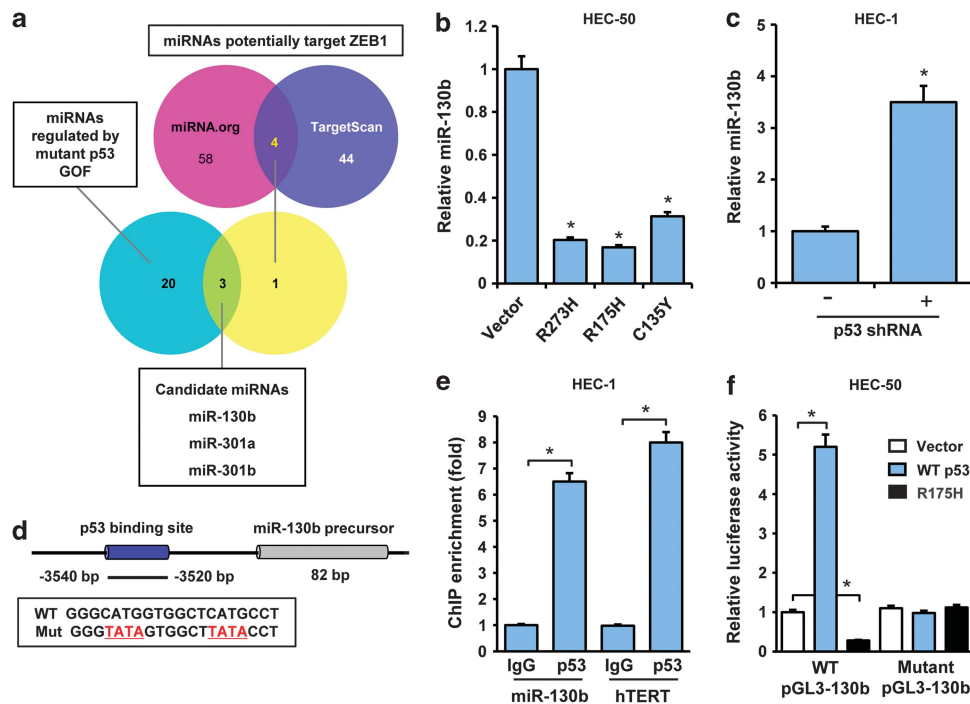 a
miRNAs potentially target ZEB1
miRNAs
regulated by
mutant p53
GOF
miRNA.org
58
4
TargetScan
44
20
3
1
Candidate miRNAs
miR-130b
miR-301a
miR-301b
b
HEC-50
Relative miR-130b
1.2
1
0.8
0.6
0.4
0.2
0
*
*
*
Vector
R273H
R175H
C135Y
c
HEC-1
Relative miR-130b
5
4
3
2
1
0
*
– +
p53 shRNA
d
p53 binding site
miR-130b precursor
-3540 bp
-3520 bp
82 bp
WT GGGCATGGTGGCTCATGCCT
Mut GGGTATAGTGGCTTATACCT
e
HEC-1
ChIP enrichment (fold)
9
8
7
6
5
4
3
2
1
0
*
*
IgG p53 IgG p53
miR-130b hTERT
f
HEC-50
Relative luciferase activity
6
5
4
3
2
1
0
*
*
Vector
WT p53
R175H
WT
pGL3-130b
Mutant
pGL3-130b